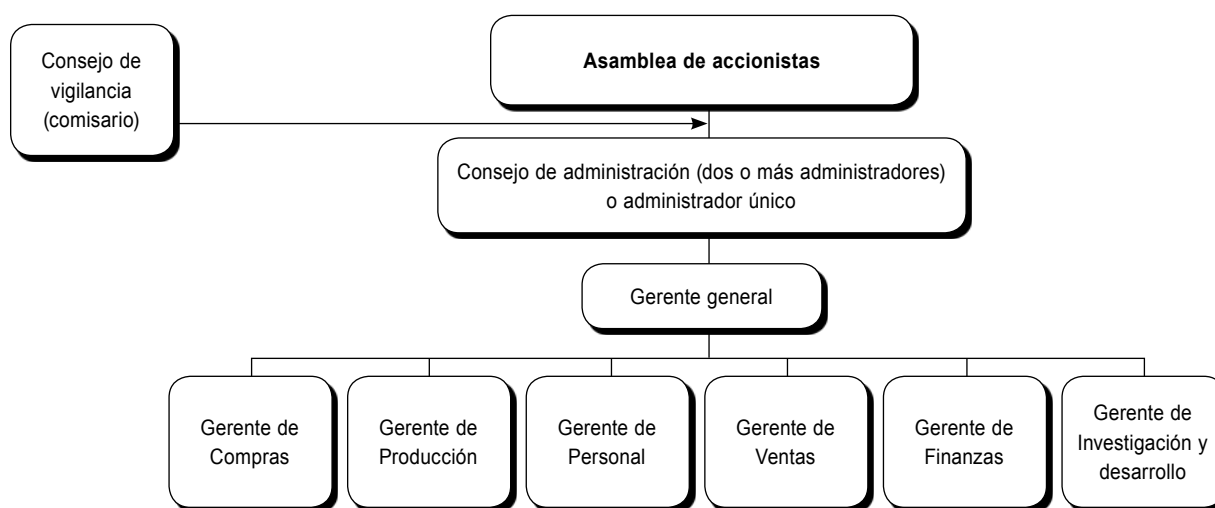 Consejo de
vigilancia
(comisario)
Asamblea de accionistas
Consejo de administración (dos o más administradores)
o administrador único
Gerente general
Gerente de
Compras
Gerente de
Producción
Gerente de
Personal
Gerente de
Ventas
Gerente de
Finanzas
Gerente de
Investigación y
desarrollo